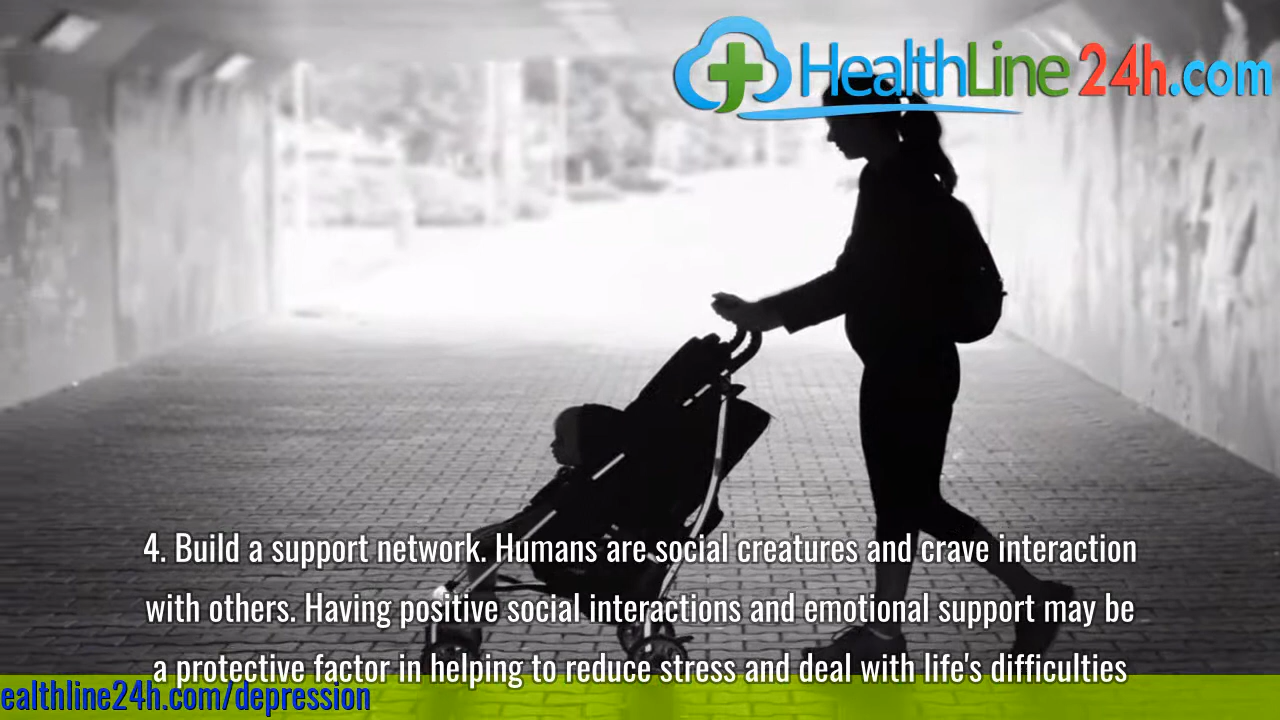 HealthLine 24h.com
4. Build a support network. Humans are social creatures and crave interaction
with others. Having positive social interactions and emotional support may be
a protective factor in helping to reduce stress and deal with life's difficulties
ealthline24h.com/depression